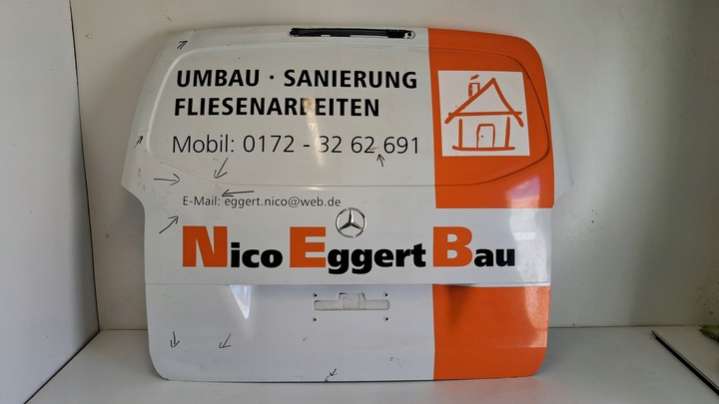 UMBAU · SANIERUNG
FLIESENARBEITEN
Mobil: 0172 - 32 62 691
E-Mail: eggert.nico@web.de
Nico Eggert Bau